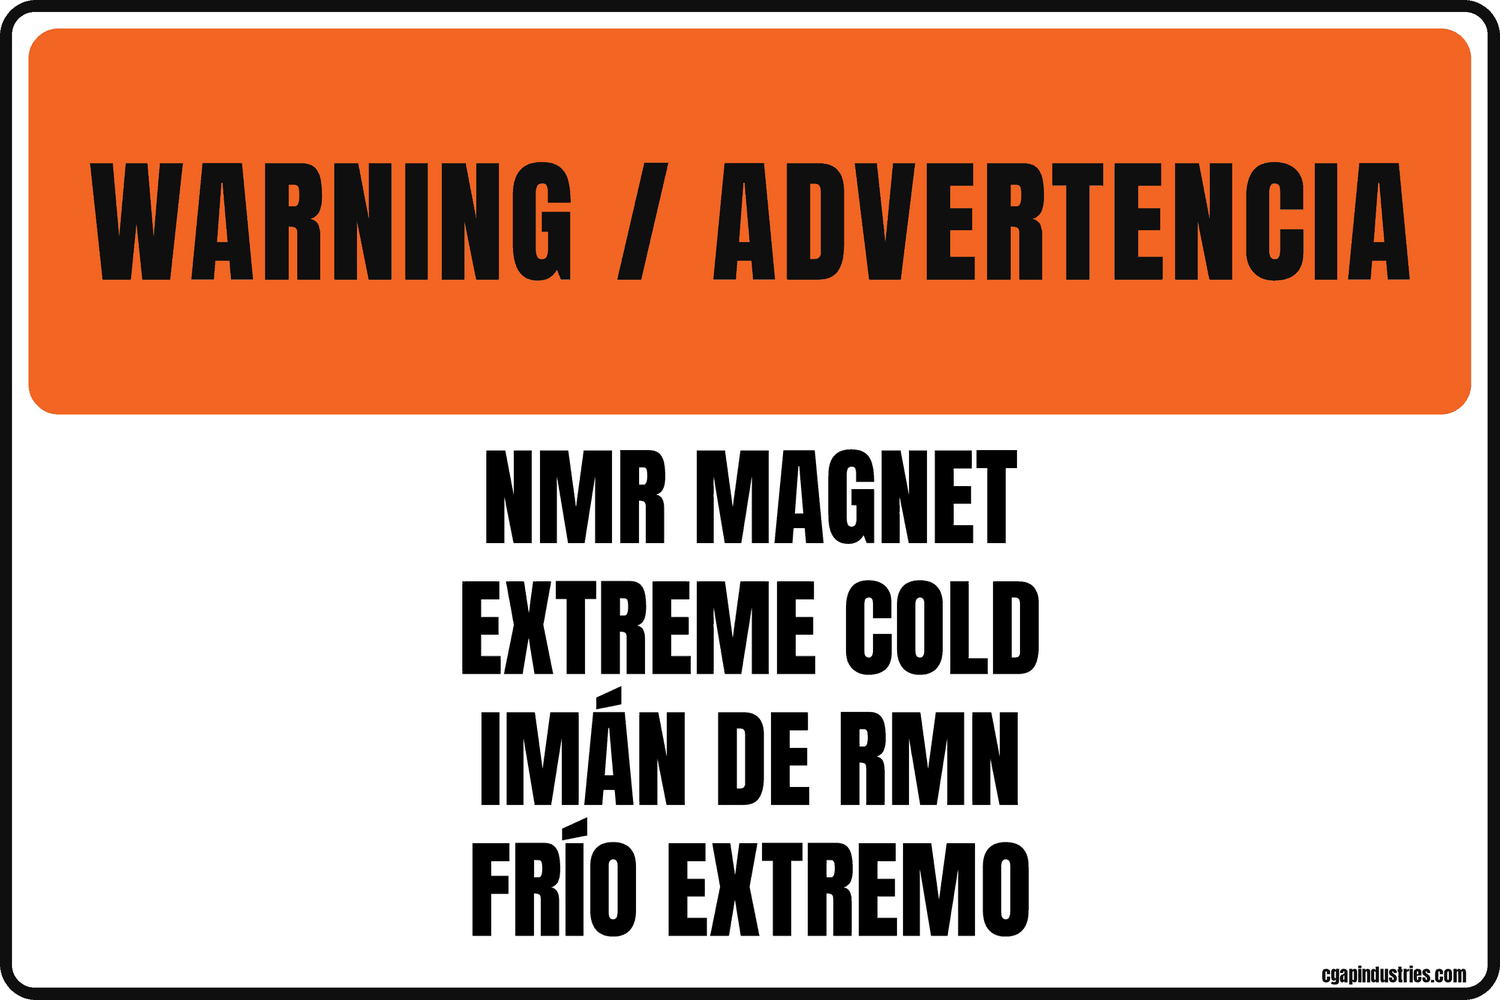 WARNING / ADVERTENCIA
NMR MAGNET
EXTREME COLD
IMÁN DE RMN
FRÍO EXTREMO
cgapindustries.com